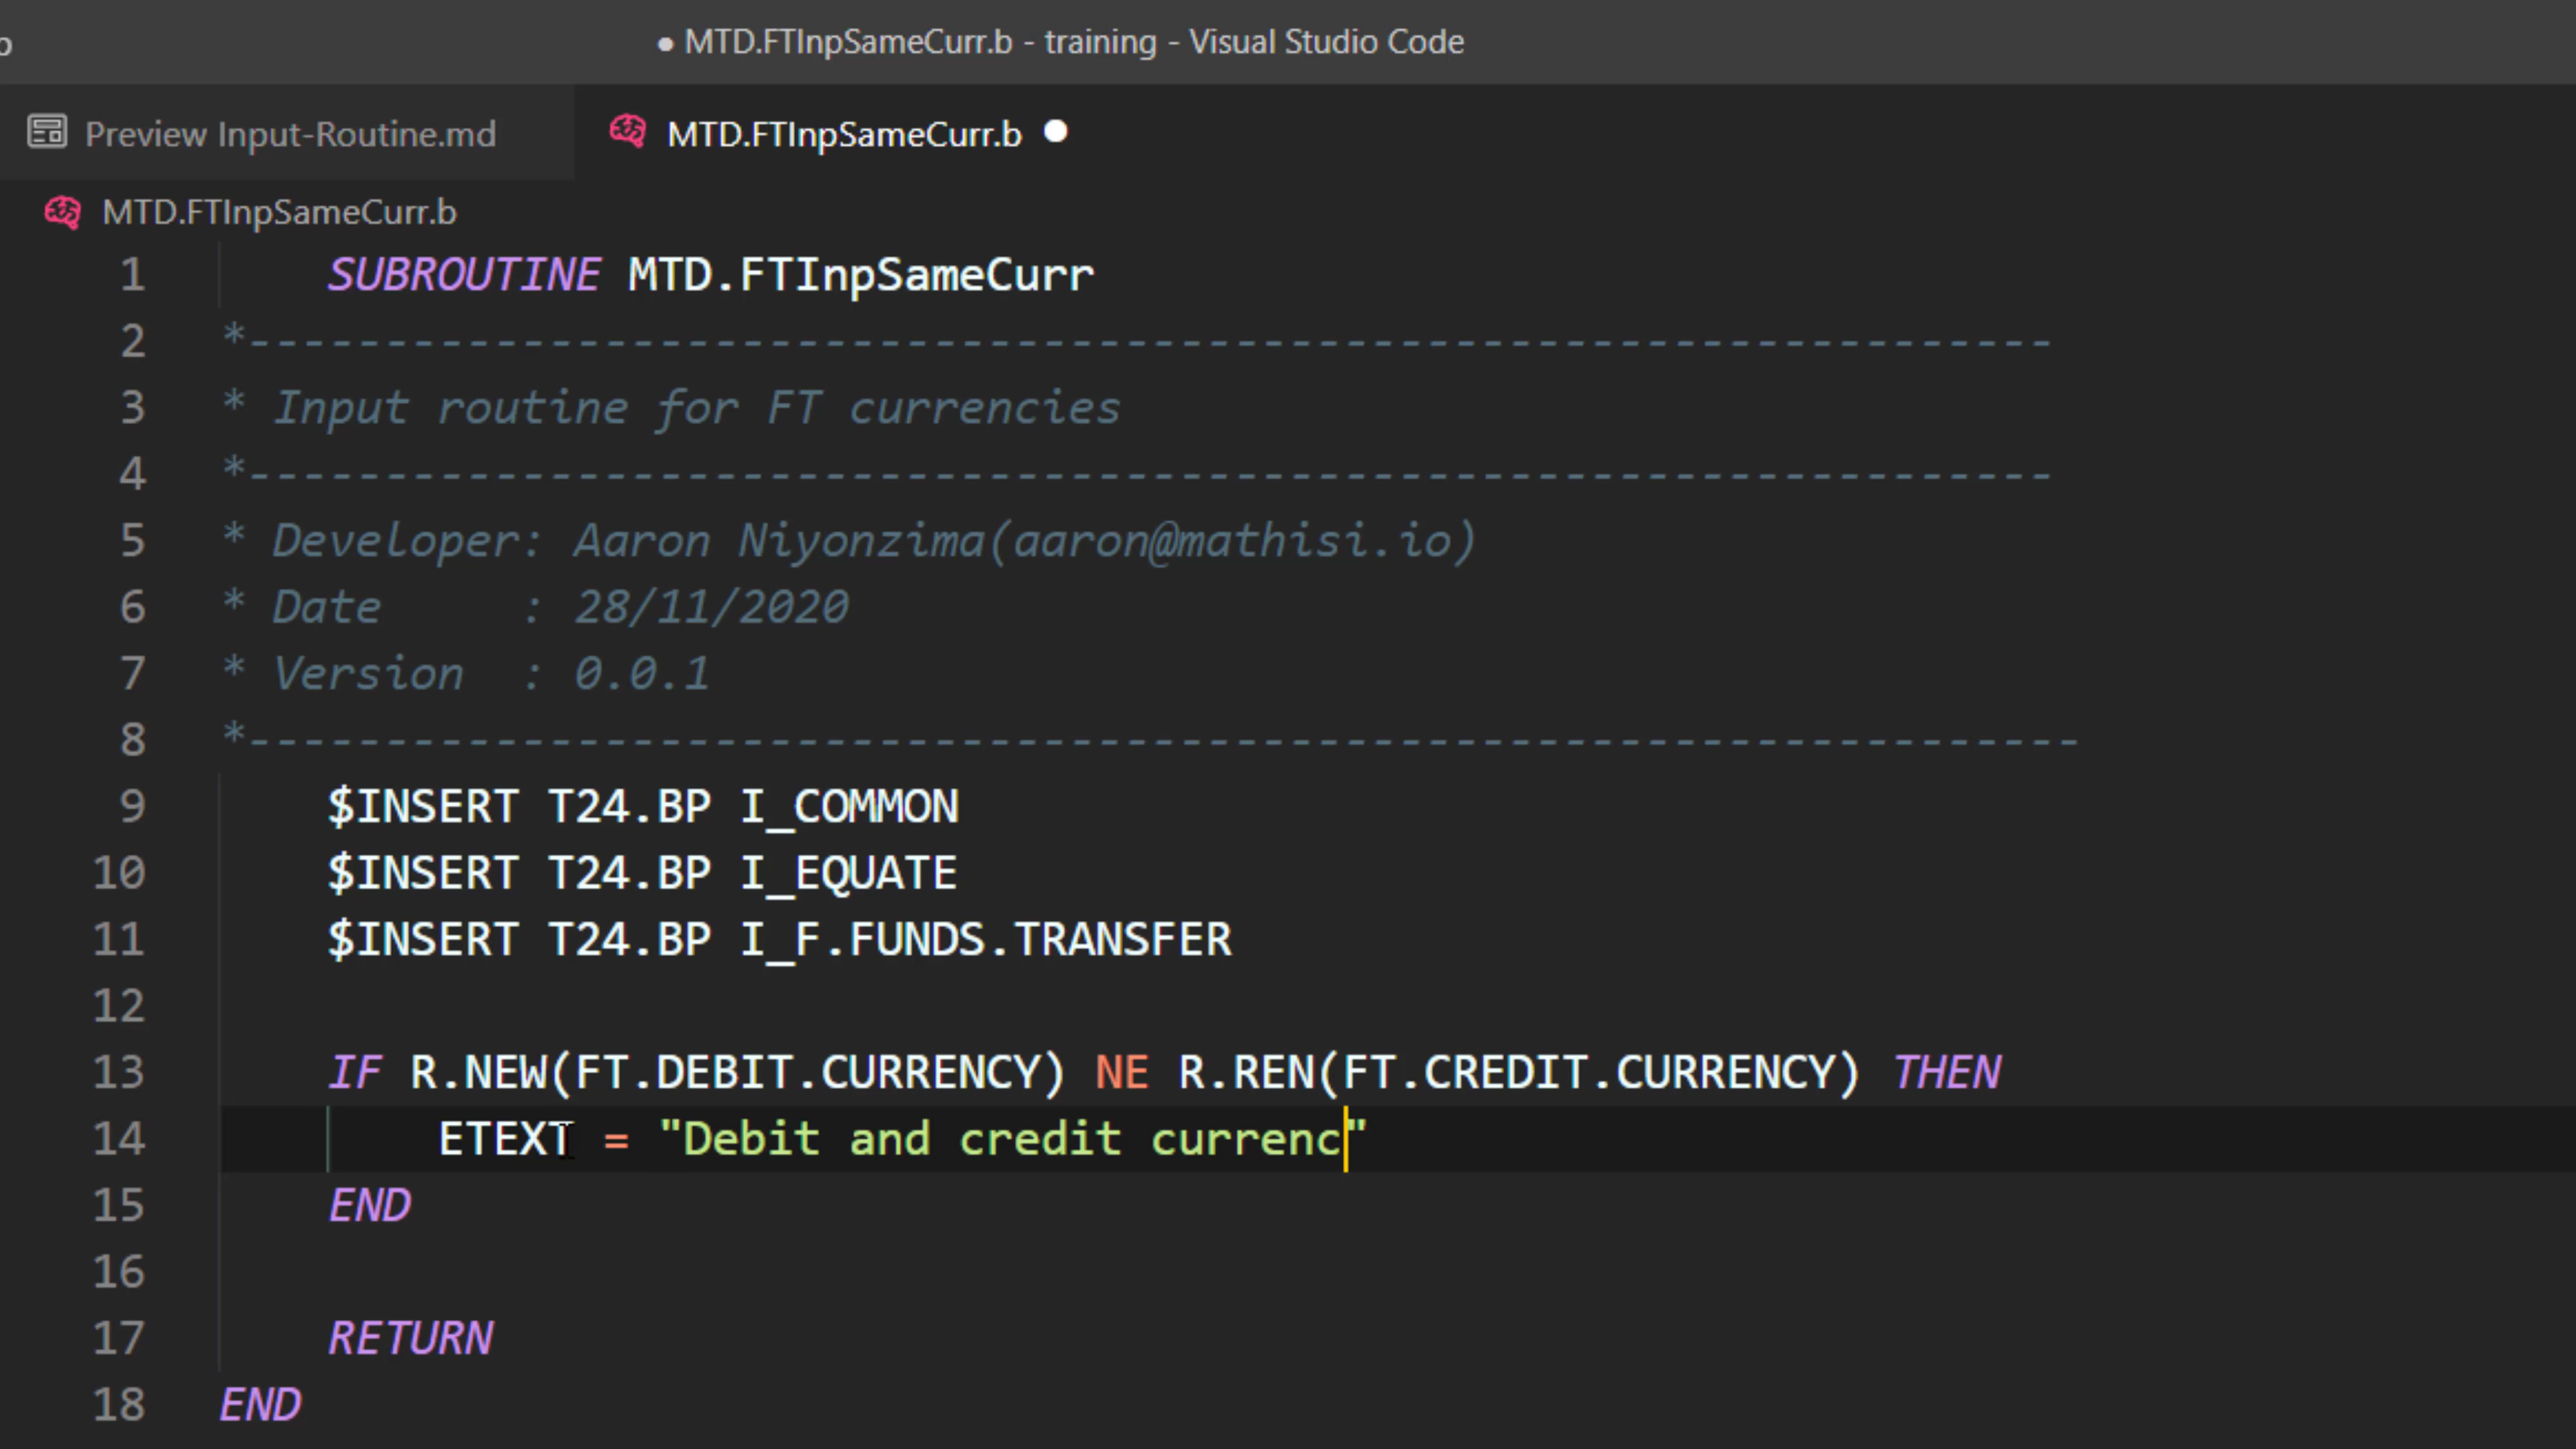 ● MTD.FTInpSameCurr.b - training - Visual Studio Code
Preview Input-Routine.md
MTD.FTInpSameCurr.b ●
MTD.FTInpSameCurr.b
1 SUBROUTINE MTD.FTInpSameCurr
2 *------------------------------------------------------------------
3 * Input routine for FT currencies
4 *------------------------------------------------------------------
5 * Developer: Aaron Niyonzima(aaron@mathisi.io)
6 * Date     : 28/11/2020
7 * Version  : 0.0.1
8 *-------------------------------------------------------------------
9 $INSERT T24.BP I_COMMON
10 $INSERT T24.BP I_EQUATE
11 $INSERT T24.BP I_F.FUNDS.TRANSFER
12
13 IF R.NEW(FT.DEBIT.CURRENCY) NE R.REN(FT.CREDIT.CURRENCY) THEN
14 ETEXT = "Debit and credit currenc"
15 END
16
17 RETURN
18 END